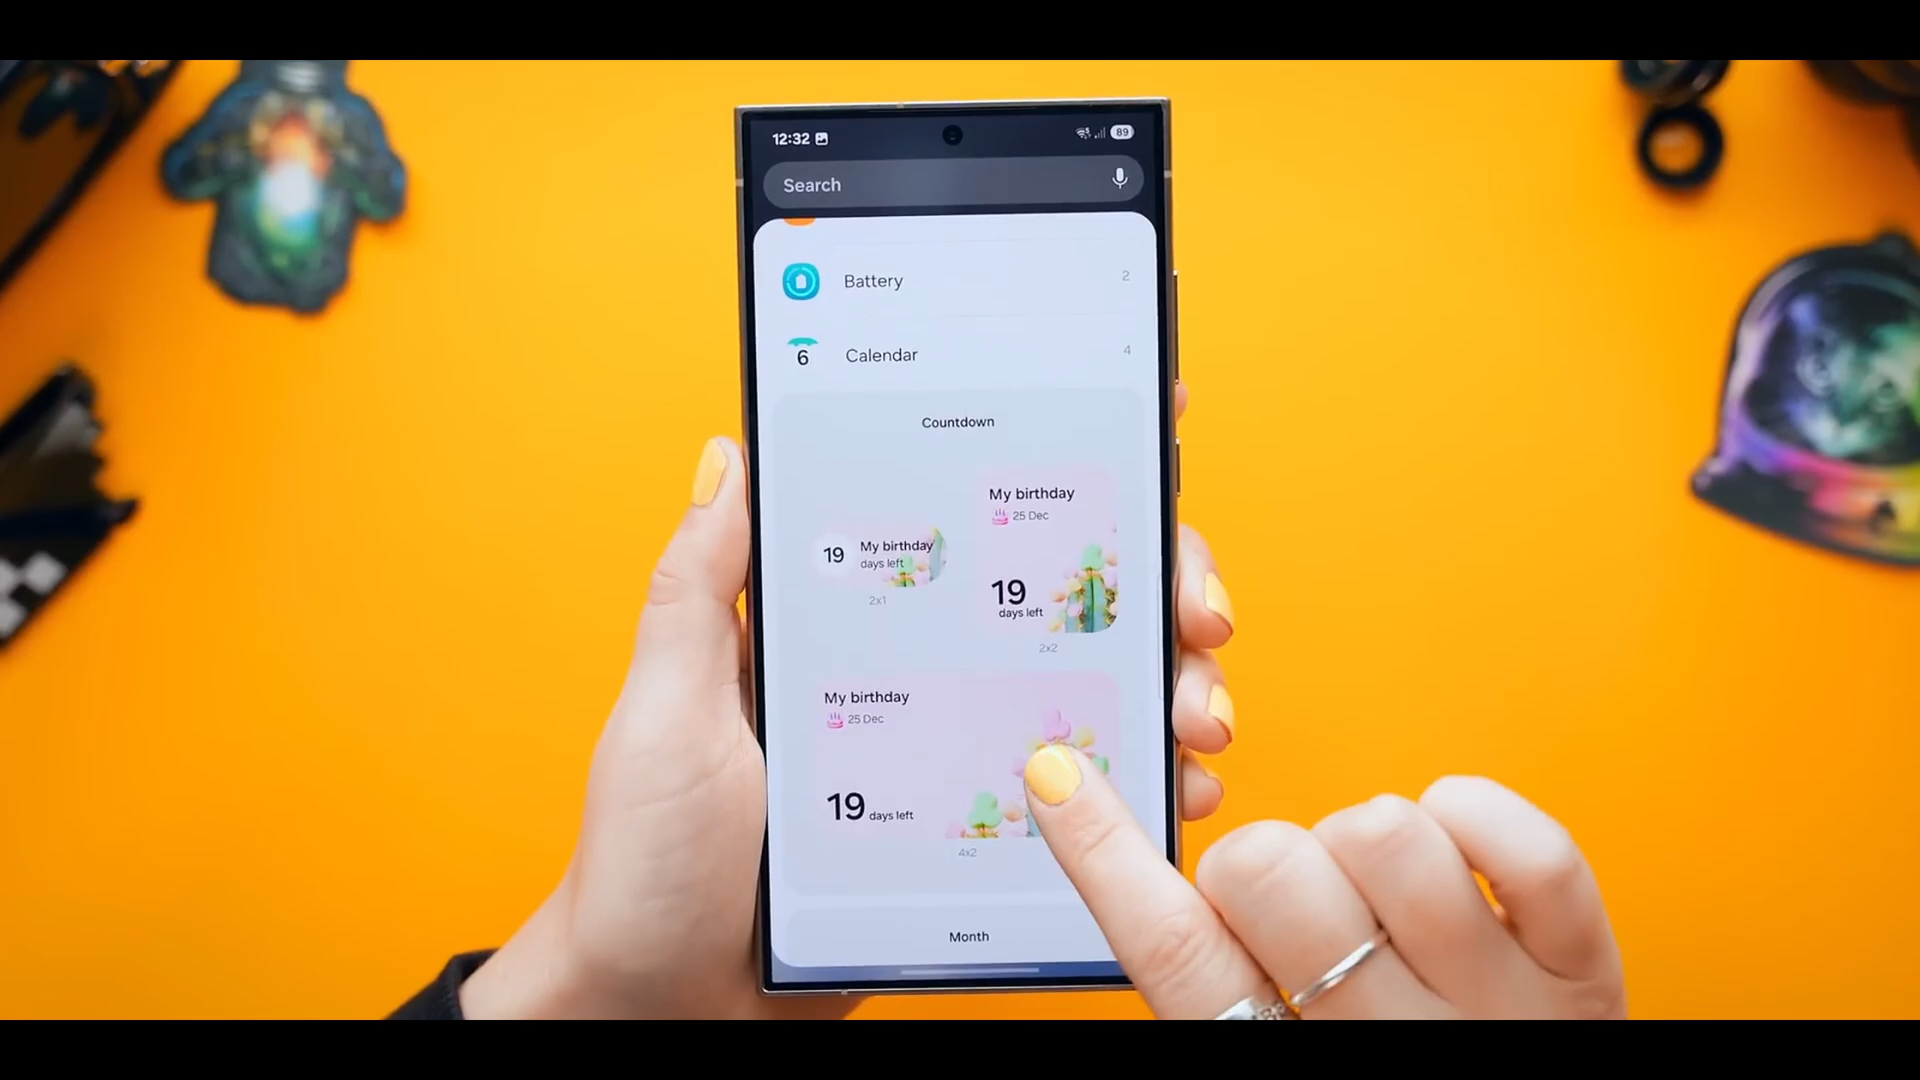 12:32
89
Search
Battery
2
6
Calendar
4
Countdown
19
My birthday
days left
2x1
My birthday
25 Dec
19
days left
2x2
My birthday
25 Dec
19 days left
4x2
Month